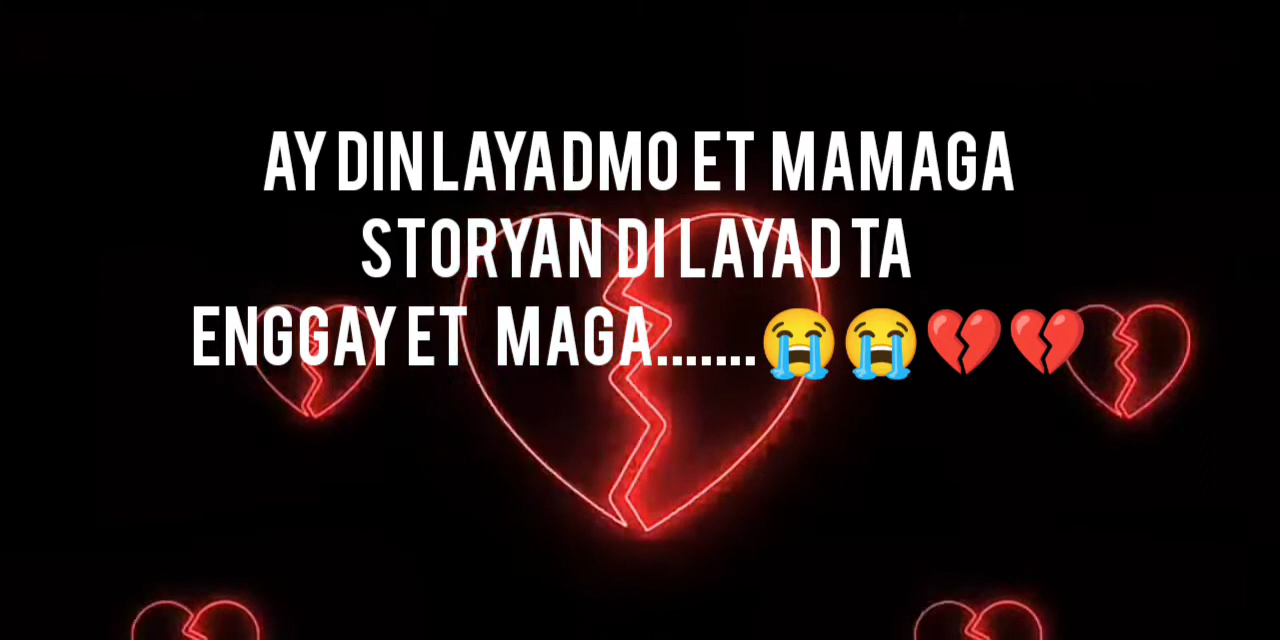 AY DIN LAYADMO ET MAMAGA
STORYAN DI LAYAD TA
ENGGAY ET MAGA.......😭😭💔💔